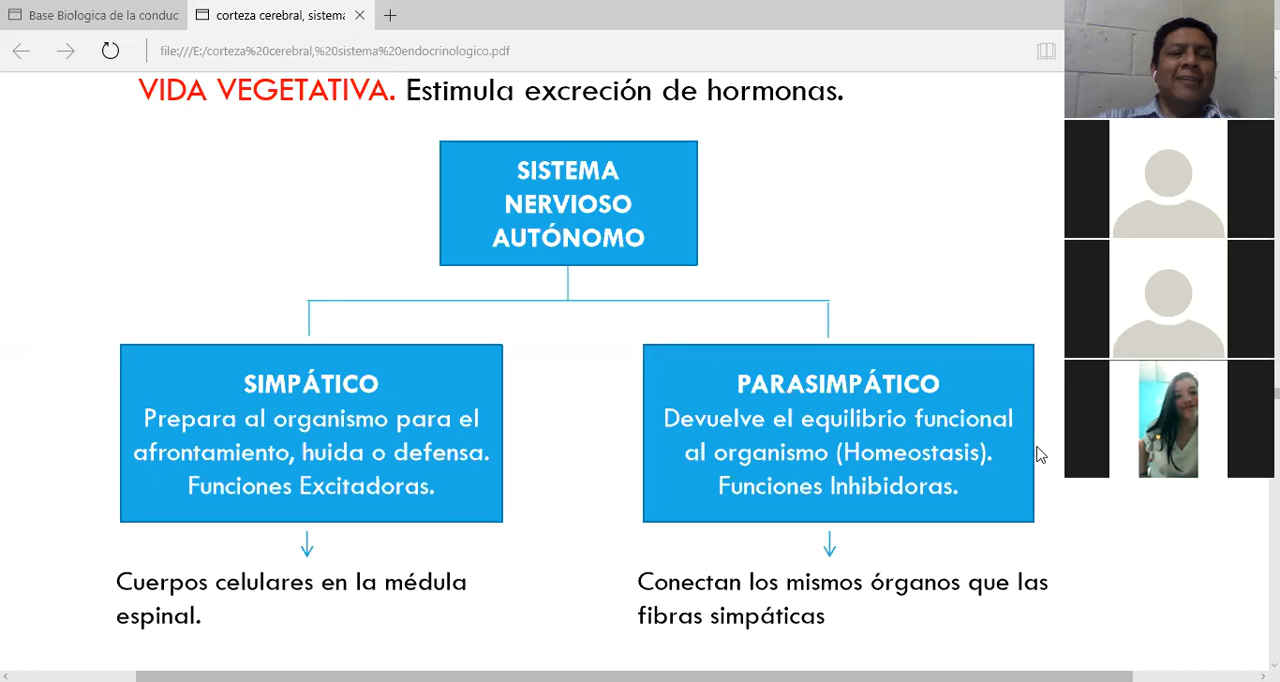 Base Biologica de la conduc
corteza cerebral, sistema
file:///E:/corteza%20cerebral,%20sistema%20endocrinologico.pdf
VIDA VEGETATIVA. Estimula excreción de hormonas.
SISTEMA
NERVIOSO
AUTÓNOMO
SIMPÁTICO
Prepara al organismo para el
afrontamiento, huida o defensa.
Funciones Excitadoras.
PARASIMPÁTICO
Devuelve el equilibrio funcional
al organismo (Homeostasis).
Funciones Inhibidoras.
Cuerpos celulares en la médula
espinal.
Conectan los mismos órganos que las
fibras simpáticas